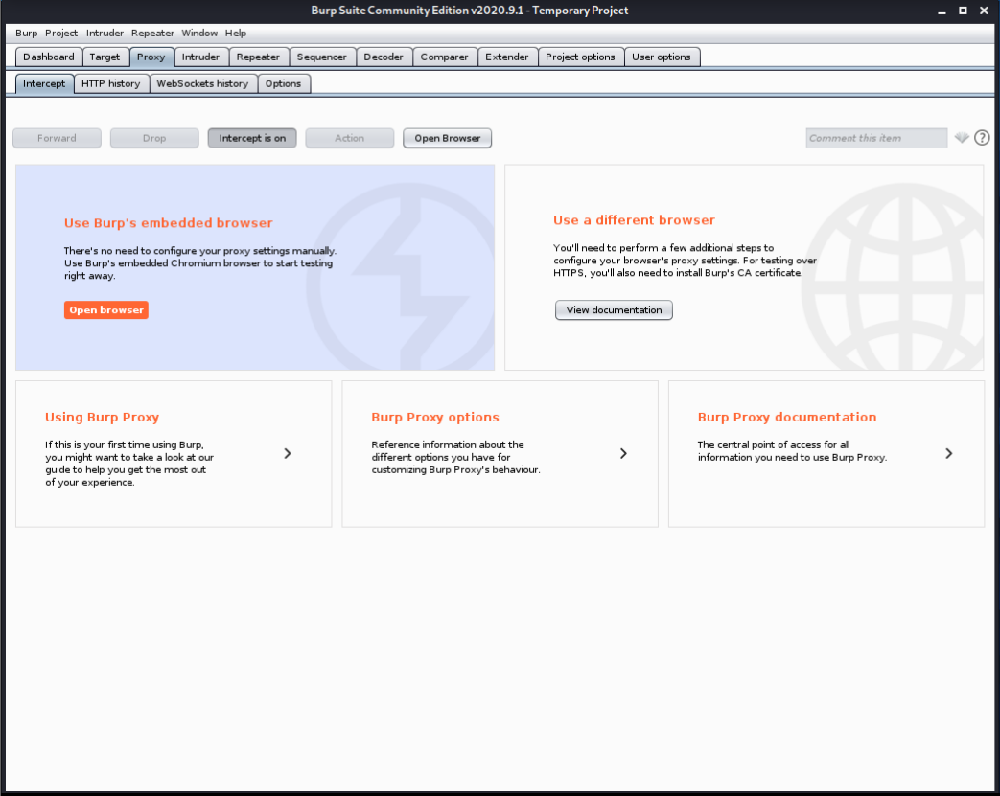 Burp Suite Community Edition v2020.9.1 - Temporary Project
Burp Project Intruder Repeater Window Help
Dashboard Target Proxy Intruder Repeater Sequencer Decoder Comparer Extender Project options User options
Intercept HTTP history WebSockets history Options
Forward Drop Intercept is on Action Open Browser Comment this item ?
Use Burp's embedded browser
There's no need to configure your proxy settings manually.
Use Burp's embedded Chromium browser to start testing
right away.
Open browser
Use a different browser
You'll need to perform a few additional steps to
configure your browser's proxy settings. For testing over
HTTPS, you'll also need to install Burp's CA certificate.
View documentation
Using Burp Proxy
If this is your first time using Burp,
you might want to take a look at our
guide to help you get the most out
of your experience.
Burp Proxy options
Reference information about the
different options you have for
customizing Burp Proxy's behaviour.
Burp Proxy documentation
The central point of access for all
information you need to use Burp Proxy.